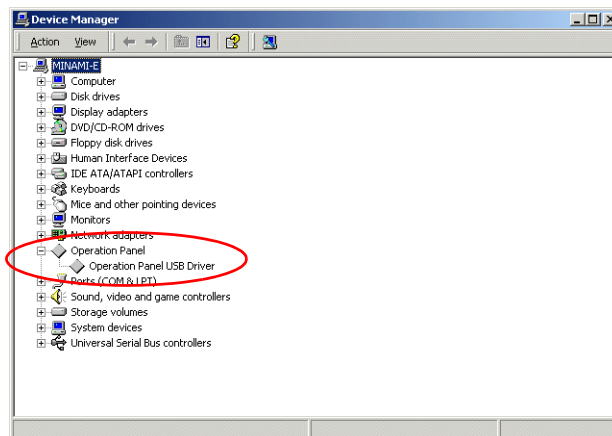 Device Manager
Action View
MINAMI-E
Computer
Disk drives
Display adapters
DVD/CD-ROM drives
Floppy disk drives
Human Interface Devices
IDE ATA/ATAPI controllers
Keyboards
Mice and other pointing devices
Monitors
Network adapters
Operation Panel
Operation Panel USB Driver
Ports (COM & LPT)
Sound, video and game controllers
Storage volumes
System devices
Universal Serial Bus controllers